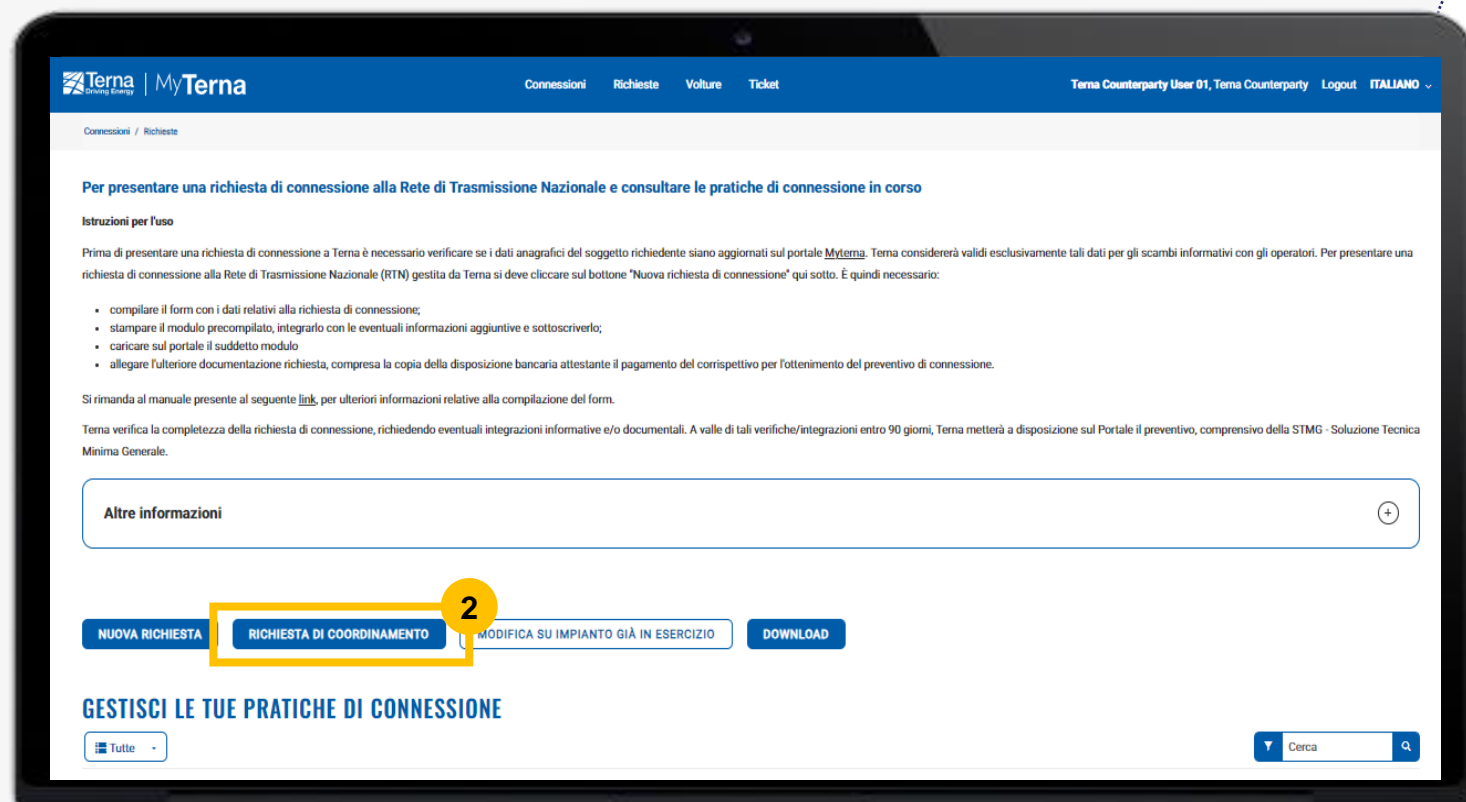 Terna | MyTerna Connessioni Richieste Volture Ticket Terna Counterparty User 01, Terna Counterparty Logout ITALIANO
Driving Energy
Connessioni / Richieste
Per presentare una richiesta di connessione alla Rete di Trasmissione Nazionale e consultare le pratiche di connessione in corso
Istruzioni per l'uso
Prima di presentare una richiesta di connessione a Terna è necessario verificare se i dati anagrafici del soggetto richiedente siano aggiornati sul portale Myterna. Terna considererà validi esclusivamente tali dati per gli scambi informativi con gli operatori. Per presentare una
richiesta di connessione alla Rete di Trasmissione Nazionale (RTN) gestita da Terna si deve cliccare sul bottone "Nuova richiesta di connessione" qui sotto. È quindi necessario:
• compilare il form con i dati relativi alla richiesta di connessione;
• stampare il modulo precompilato, integrarlo con le eventuali informazioni aggiuntive e sottoscriverlo;
• caricare sul portale il suddetto modulo
• allegare l'ulteriore documentazione richiesta, compresa la copia della disposizione bancaria attestante il pagamento del corrispettivo per l'ottenimento del preventivo di connessione.
Si rimanda al manuale presente al seguente link, per ulteriori informazioni relative alla compilazione del form.
Terna verifica la completezza della richiesta di connessione, richiedendo eventuali integrazioni informative e/o documentali. A valle di tali verifiche/integrazioni entro 90 giorni, Terna metterà a disposizione sul Portale il preventivo, comprensivo della STMG - Soluzione Tecnica
Minima Generale.
Altre informazioni
2
NUOVA RICHIESTA RICHIESTA DI COORDINAMENTO MODIFICA SU IMPIANTO GIÀ IN ESERCIZIO DOWNLOAD
GESTISCI LE TUE PRATICHE DI CONNESSIONE
Tutte Cerca